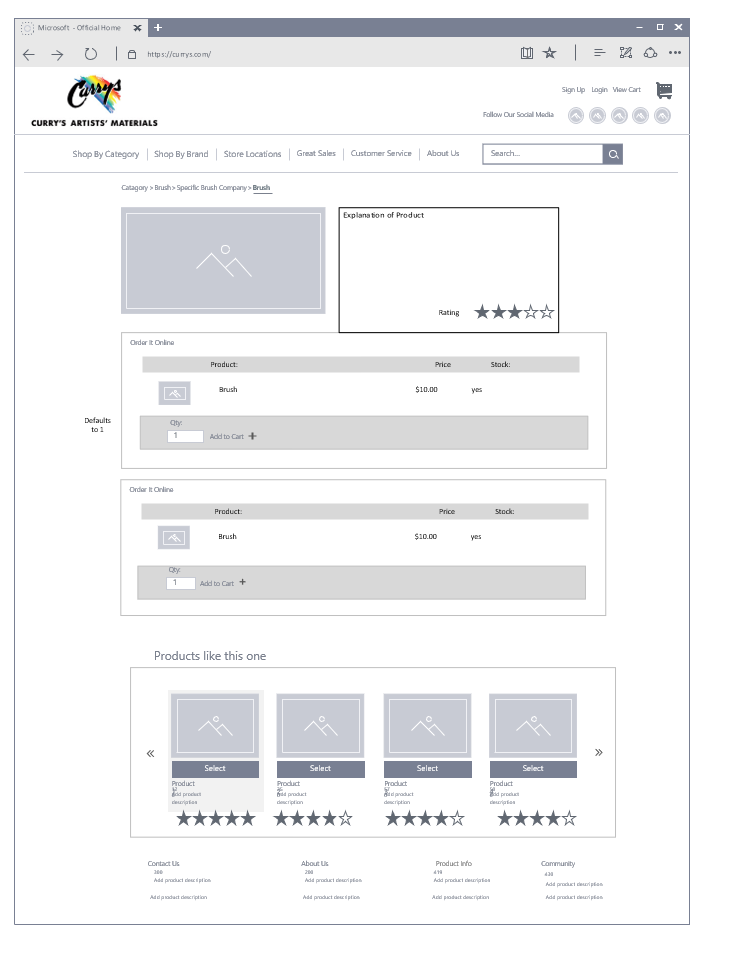 Microsoft - Official Home
https://currys.com/
Currys
CURRY'S ARTISTS' MATERIALS
Sign Up Login View Cart
Follow Our Social Media
Shop By Category Shop By Brand Store Locations Great Sales Customer Service About Us Search...
Catagory > Brush > Specific Brush Company > Brush
Explanation of Product
Rating
Order It Online
Product: Price Stock:
Brush $10.00 yes
Defaults
to 1
Qty:
1 Add to Cart
Order It Online
Product: Price Stock:
Brush $10.00 yes
Qty:
1 Add to Cart
Products like this one
« »
Select Select Select Select
Product Product Product Product
Add product Add product Add product Add product
description description description description
Contact Us About Us Product Info Community
200 200 419 420
Add product description Add product description Add product description Add product description
Add product description Add product description Add product description Add product description